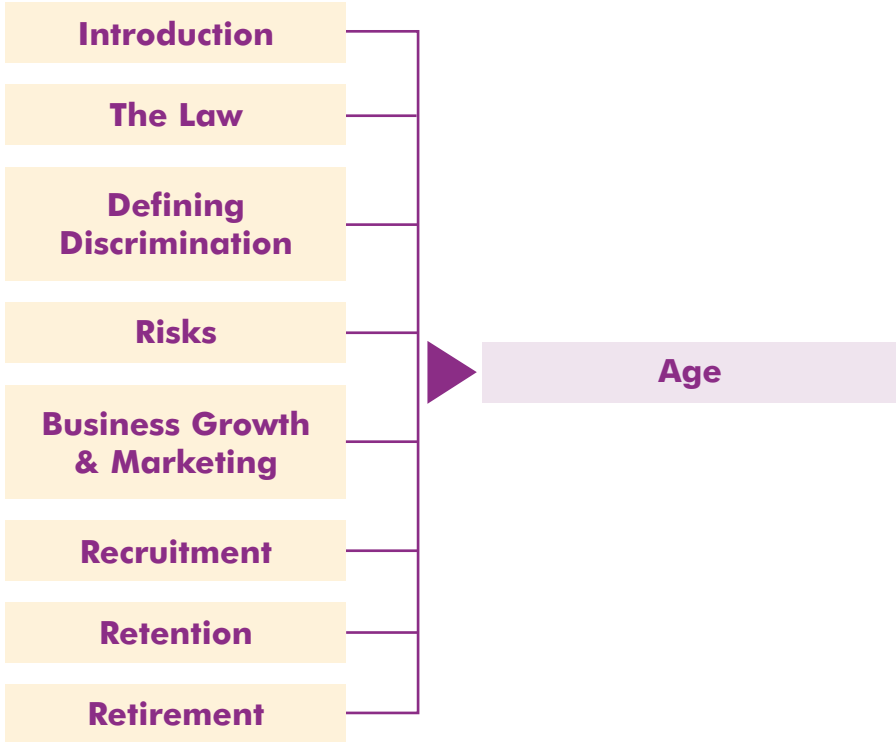 Introduction
The Law
Defining
Discrimination
Risks
Business Growth
& Marketing
Recruitment
Retention
Retirement
Age